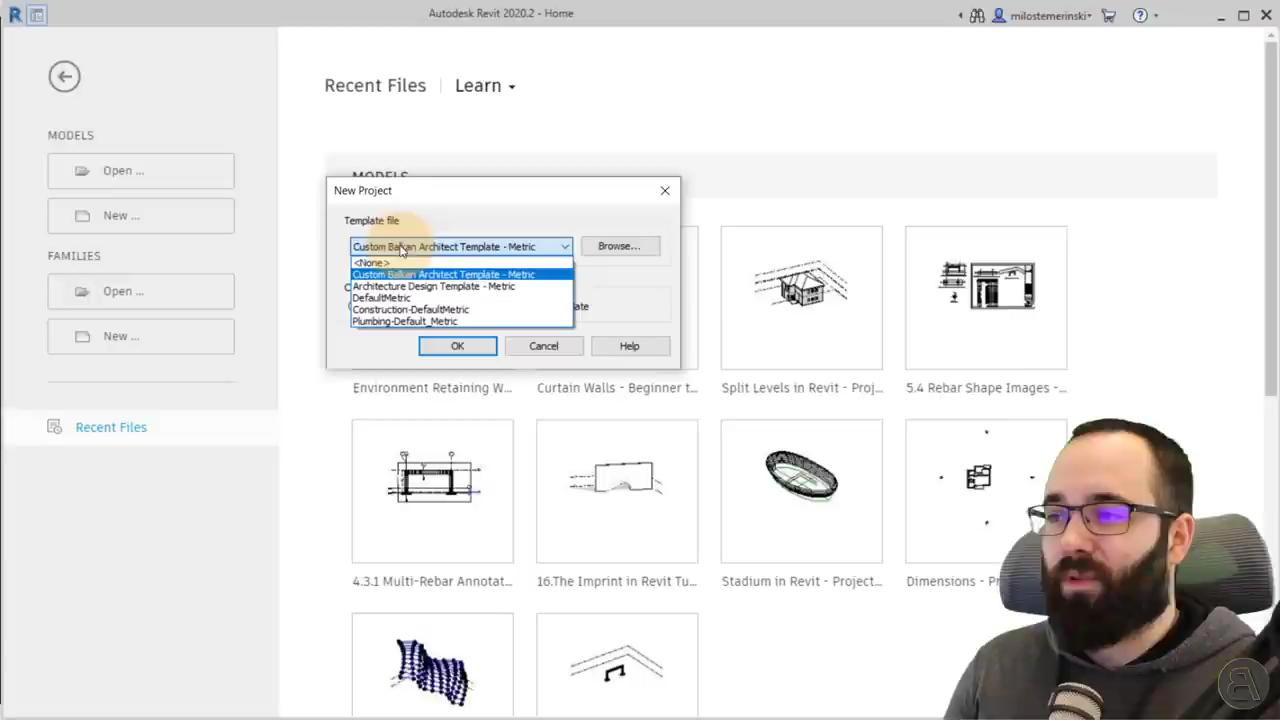 Autodesk Revit 2020.2 - Home
milostemerinski
Recent Files
Learn
MODELS
Open ...
New ...
FAMILIES
Open ...
New ...
Recent Files
MODELS
New Project
Template file
Custom Balkan Architect Template - Metric
Browse...
<None>
Custom Balkan Architect Template - Metric
Architecture Design Template - Metric
DefaultMetric
Construction-DefaultMetric
Plumbing-Default_Metric
OK
Cancel
Help
Environment Retaining W...
Curtain Walls - Beginner t...
Split Levels in Revit - Proj...
5.4 Rebar Shape Images -...
4.3.1 Multi-Rebar Annotat...
16.The Imprint in Revit Tu...
Stadium in Revit - Project...
Dimensions - P